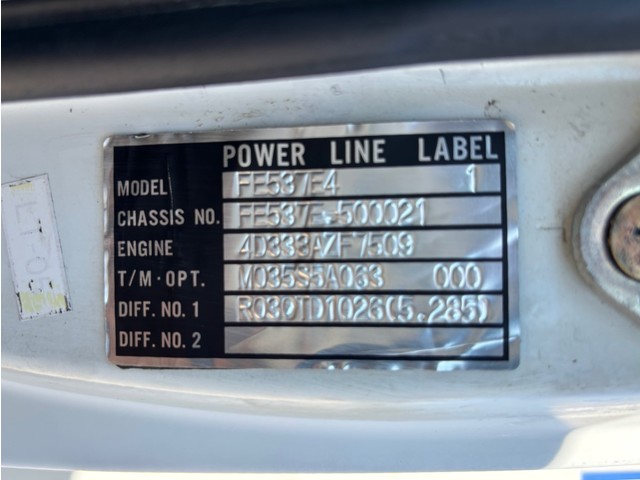 POWER LINE LABEL
MODEL FE537E4 1
CHASSIS NO. FE537E-500021
ENGINE 4D333AZF7509
T/M·OPT. M035S5A063 000
DIFF. NO. 1 R030TD1026(5.285)
DIFF. NO. 2